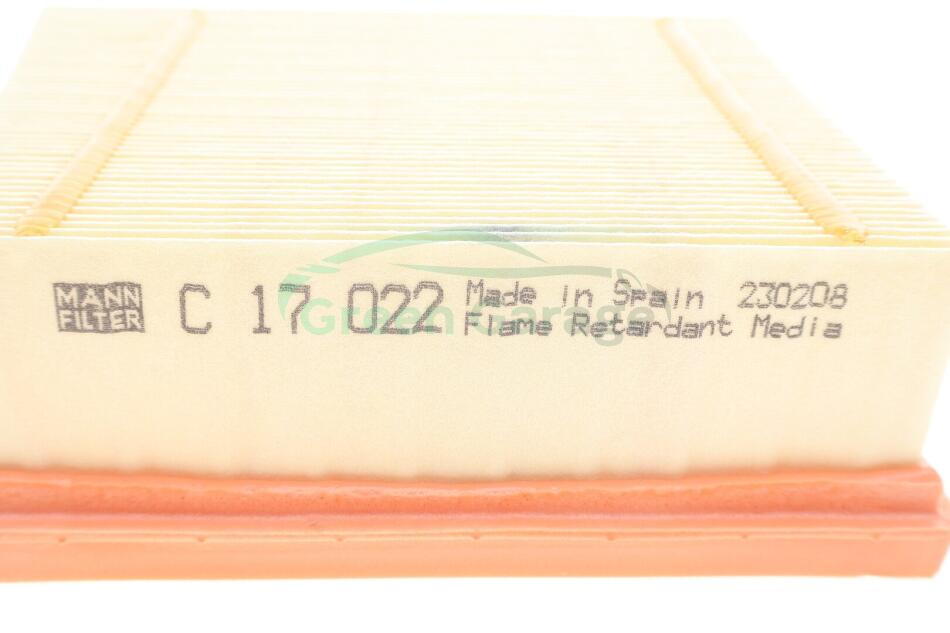 MANN
FILTER
C 17 022
Made in Spain 230208
Flame Retardant Media
Green Garage